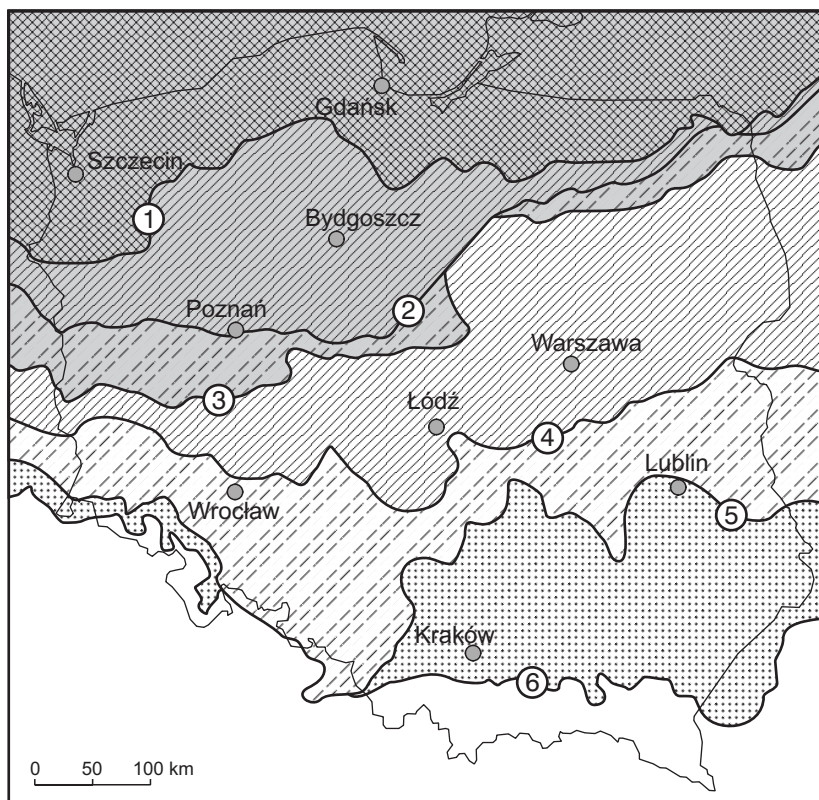 Gdańsk
Szczecin
1
Bydgoszcz
Poznań
2
Warszawa
3
Łódź
4
Lublin
Wrocław
5
Kraków
6
0 50 100 km